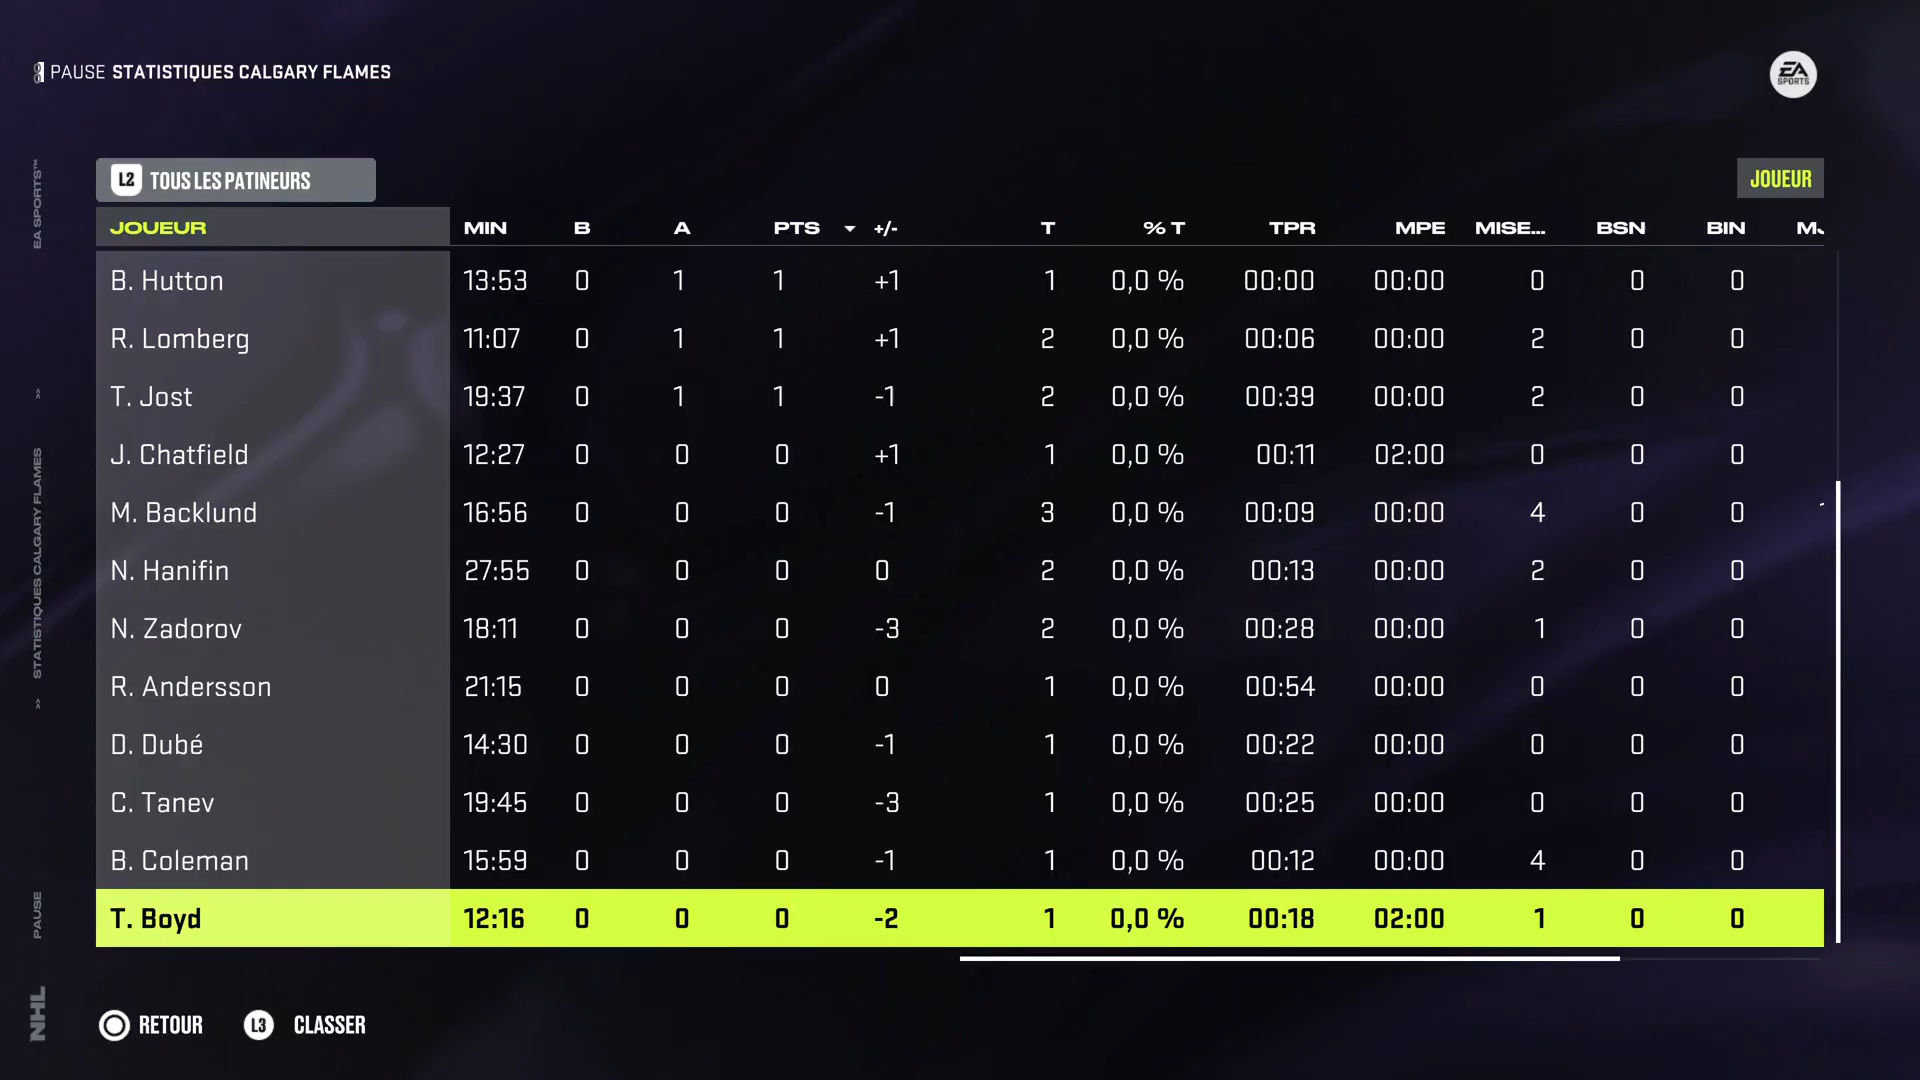 PAUSE STATISTIQUES CALGARY FLAMES
EA SPORTS
L2 TOUS LES PATINEURS
JOUEUR
JOUEUR MIN B A PTS +/- T % T TPR MPE MISE... BSN BIN
B. Hutton 13:53 0 1 1 +1 1 0,0 % 00:00 00:00 0 0 0
R. Lomberg 11:07 0 1 1 +1 2 0,0 % 00:06 00:00 2 0 0
T. Jost 19:37 0 1 1 -1 2 0,0 % 00:39 00:00 2 0 0
J. Chatfield 12:27 0 0 0 +1 1 0,0 % 00:11 02:00 0 0 0
M. Backlund 16:56 0 0 0 -1 3 0,0 % 00:09 00:00 4 0 0
N. Hanifin 27:55 0 0 0 0 2 0,0 % 00:13 00:00 2 0 0
N. Zadorov 18:11 0 0 0 -3 2 0,0 % 00:28 00:00 1 0 0
R. Andersson 21:15 0 0 0 0 1 0,0 % 00:54 00:00 0 0 0
D. Dubé 14:30 0 0 0 -1 1 0,0 % 00:22 00:00 0 0 0
C. Tanev 19:45 0 0 0 -3 1 0,0 % 00:25 00:00 0 0 0
B. Coleman 15:59 0 0 0 -1 1 0,0 % 00:12 00:00 4 0 0
T. Boyd 12:16 0 0 0 -2 1 0,0 % 00:18 02:00 1 0 0
RETOUR L3 CLASSER
NHL PAUSE >> STATISTIQUES CALGARY FLAMES >> EA SPORTS™